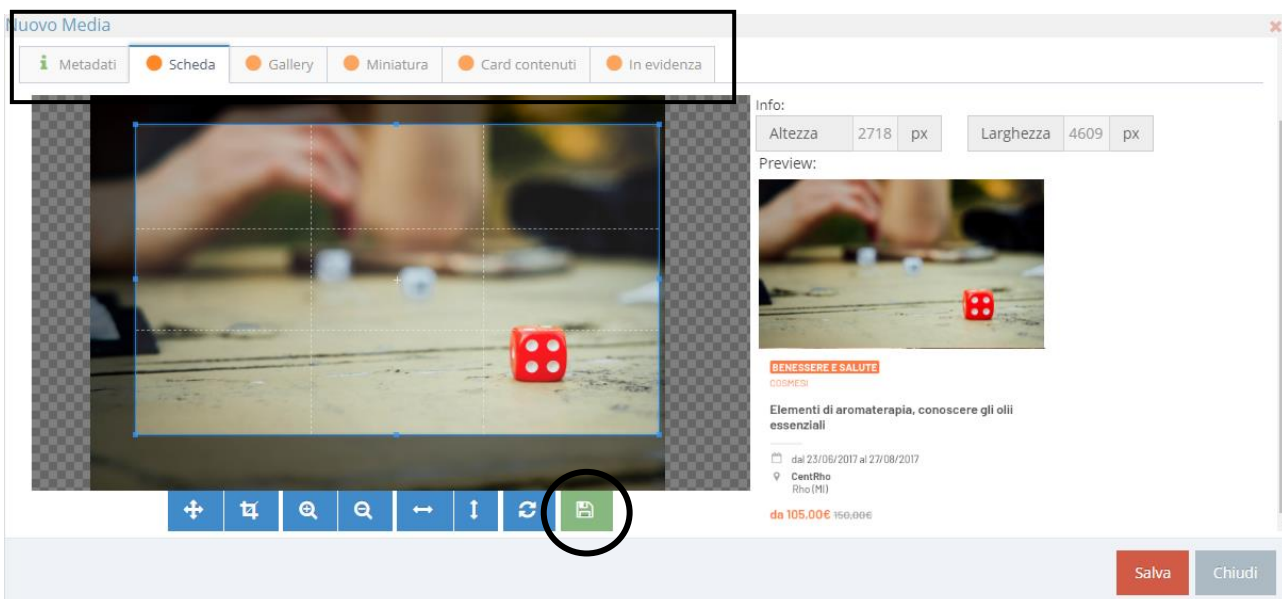 Nuovo Media
Metadati Scheda Gallery Miniatura Card contenuti In evidenza
Info:
Altezza 2718 px Larghezza 4609 px
Preview:
BENESSERE E SALUTE
COSMESI
Elementi di aromaterapia, conoscere gli olii
essenziali
dal 23/06/2017 al 27/08/2017
CentRho
Rho (MI)
da 105.00€ 150,00€
Salva Chiudi